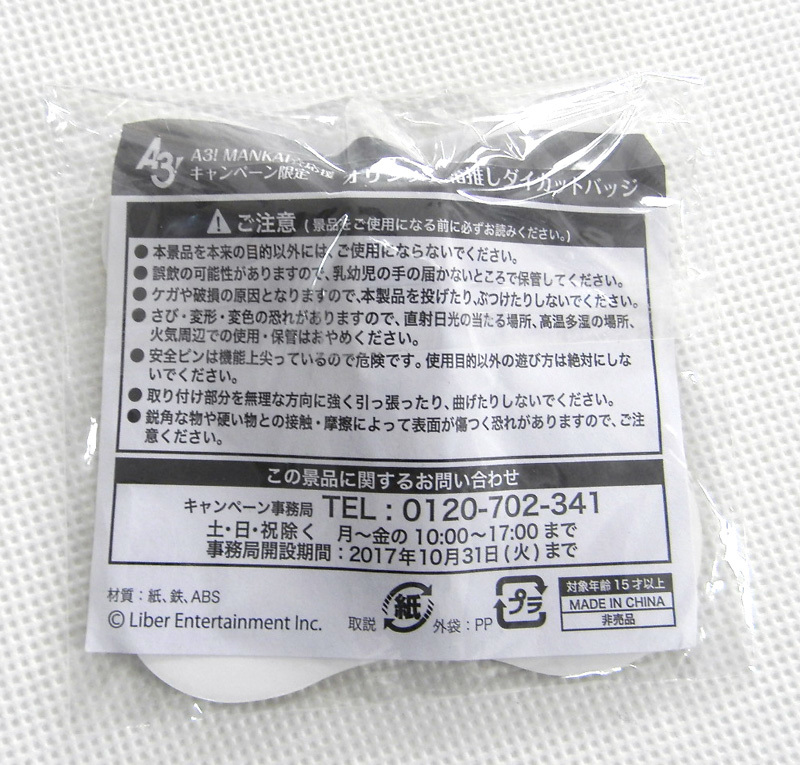 A3! A3! MANKAI
キャンペーン限定 推しダイカットバッジ
ご注意 (景品をご使用になる前に必ずお読みください。)
●本景品を本来の目的以外には、ご使用にならないでください。
●誤飲の可能性がありますので、乳幼児の手の届かないところで保管してください。
●ケガや破損の原因となりますので、本製品を投げたり、ぶつけたりしないでください。
●さび・変形・変色の恐れがありますので、直射日光の当たる場所、高温多湿の場所、
火気周辺での使用・保管はおやめください。
●安全ピンは機能上尖っているので危険です。使用目的以外の遊び方は絶対にしな
いでください。
●取り付け部分を無理な方向に強く引っ張ったり、曲げたりしないでください。
●鋭角な物や硬い物との接触・摩擦によって表面が傷つく恐れがありますので、ご注
意ください。
この景品に関するお問い合わせ
キャンペーン事務局 TEL:0120-702-341
土・日・祝除く 月〜金の 10:00〜17:00 まで
事務局開設期間:2017年10月31日(火)まで
材質:紙、鉄、ABS
© Liber Entertainment Inc.
取説 紙 外袋:PP プラ
対象年齢 15才以上
MADE IN CHINA
非売品